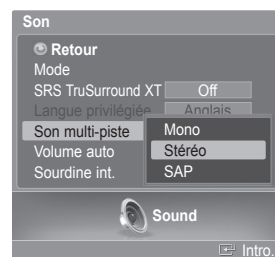 Son
Retour
Mode
SRS TruSurround XT Off
Langue privilégiée Anglais
Son multi-piste Mono
Volume auto Stéréo
Sourdine int. SAP
Sound
Intro.